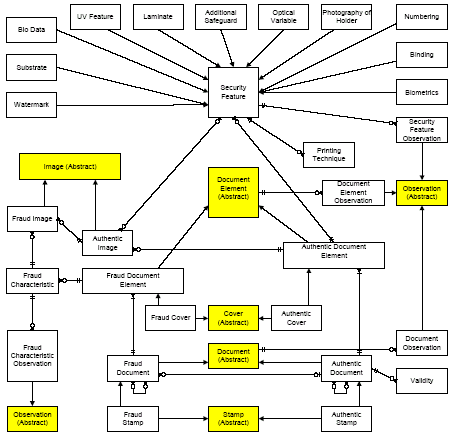 UV Feature
Laminate
Additional
Safeguard
Optical
Variable
Photography of
Holder
Numbering
Bio Data
Binding
Substrate
Security
Feature
Biometrics
Watermark
Security
Feature
Observation
Printing
Technique
Image (Abstract)
Document
Element
(Abstract)
Document
Element
Observation
Observation
(Abstract)
Fraud Image
Authentic
Image
Authentic Document
Element
Fraud
Characteristic
Fraud Document
Element
Fraud Cover
Cover
(Abstract)
Authentic
Cover
Fraud
Characteristic
Observation
Document
Observation
Fraud
Document
Document
(Abstract)
Authentic
Document
Validity
Observation
(Abstract)
Fraud
Stamp
Stamp
(Abstract)
Authentic
Stamp